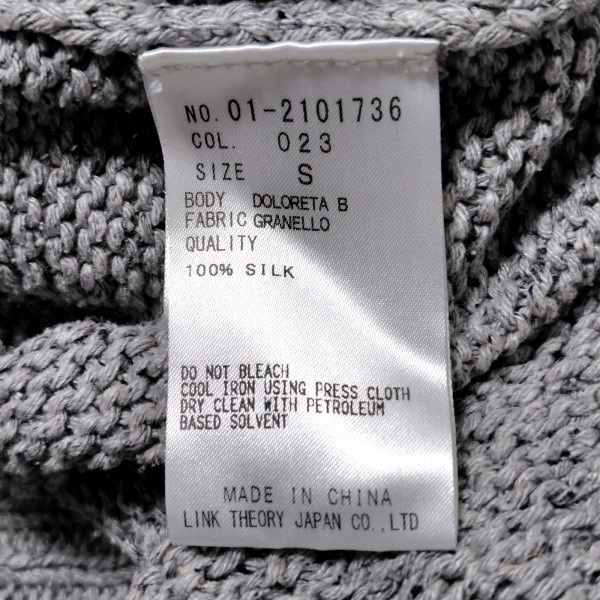 NO. 01-2101736
COL. 023
SIZE S
BODY DOLORETA B
FABRIC GRANELLO
QUALITY
100% SILK
DO NOT BLEACH
COOL IRON USING PRESS CLOTH
DRY CLEAN WITH PETROLEUM
BASED SOLVENT
MADE IN CHINA
LINK THEORY JAPAN CO.,LTD